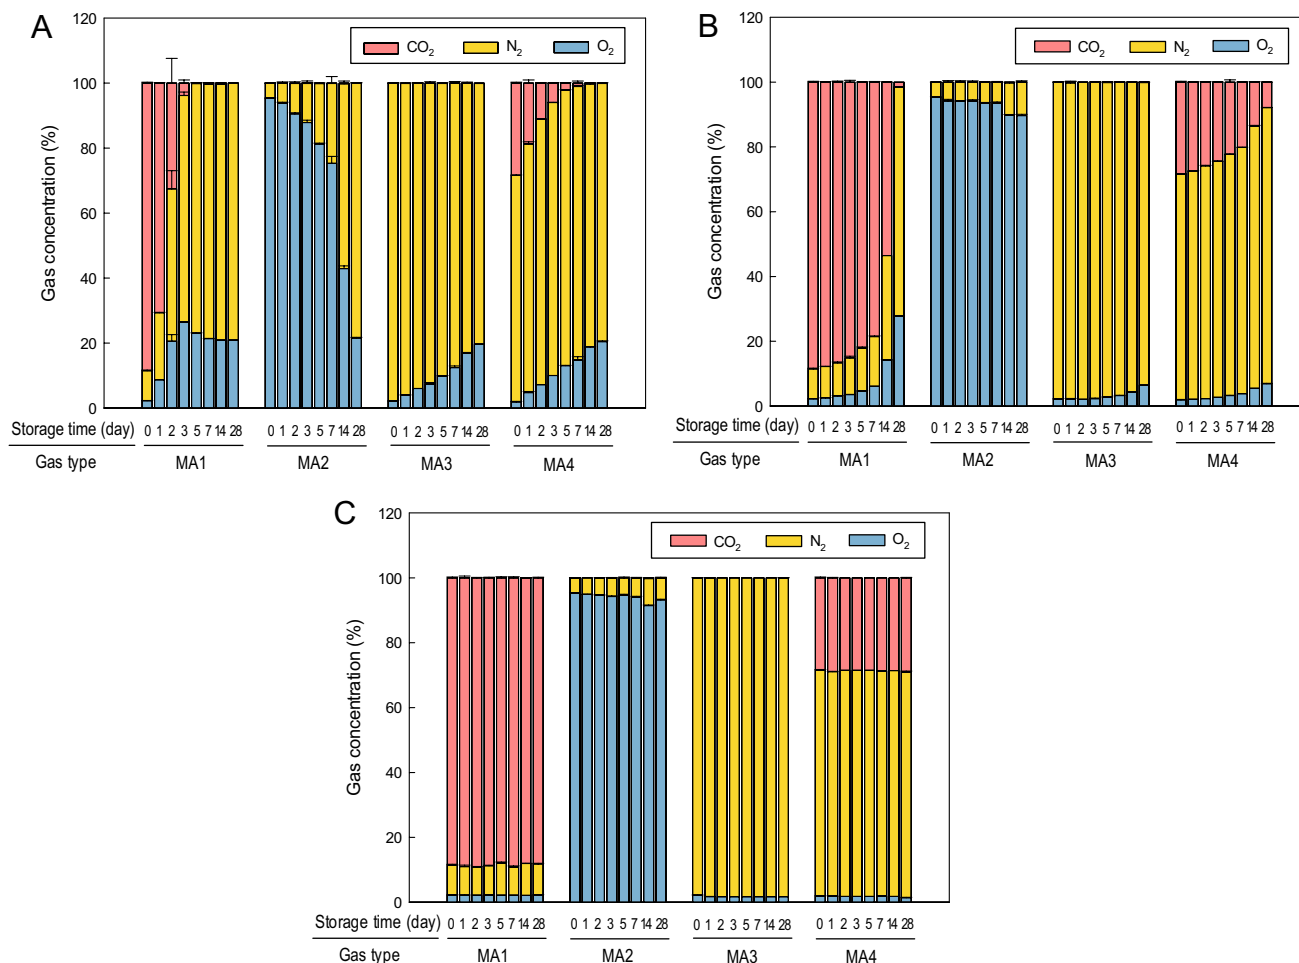 A
120
100
80
60
40
20
0
Gas concentration (%)
CO2 N2 O2
Storage time (day) 0 1 2 3 5 7 14 28 0 1 2 3 5 7 14 28 0 1 2 3 5 7 14 28 0 1 2 3 5 7 14 28
Gas type MA1 MA2 MA3 MA4
B
120
100
80
60
40
20
0
Gas concentration (%)
CO2 N2 O2
Storage time (day) 0 1 2 3 5 7 14 28 0 1 2 3 5 7 14 28 0 1 2 3 5 7 14 28 0 1 2 3 5 7 14 28
Gas type MA1 MA2 MA3 MA4
C
120
100
80
60
40
20
0
Gas concentration (%)
CO2 N2 O2
Storage time (day) 0 1 2 3 5 7 14 28 0 1 2 3 5 7 14 28 0 1 2 3 5 7 14 28 0 1 2 3 5 7 14 28
Gas type MA1 MA2 MA3 MA4